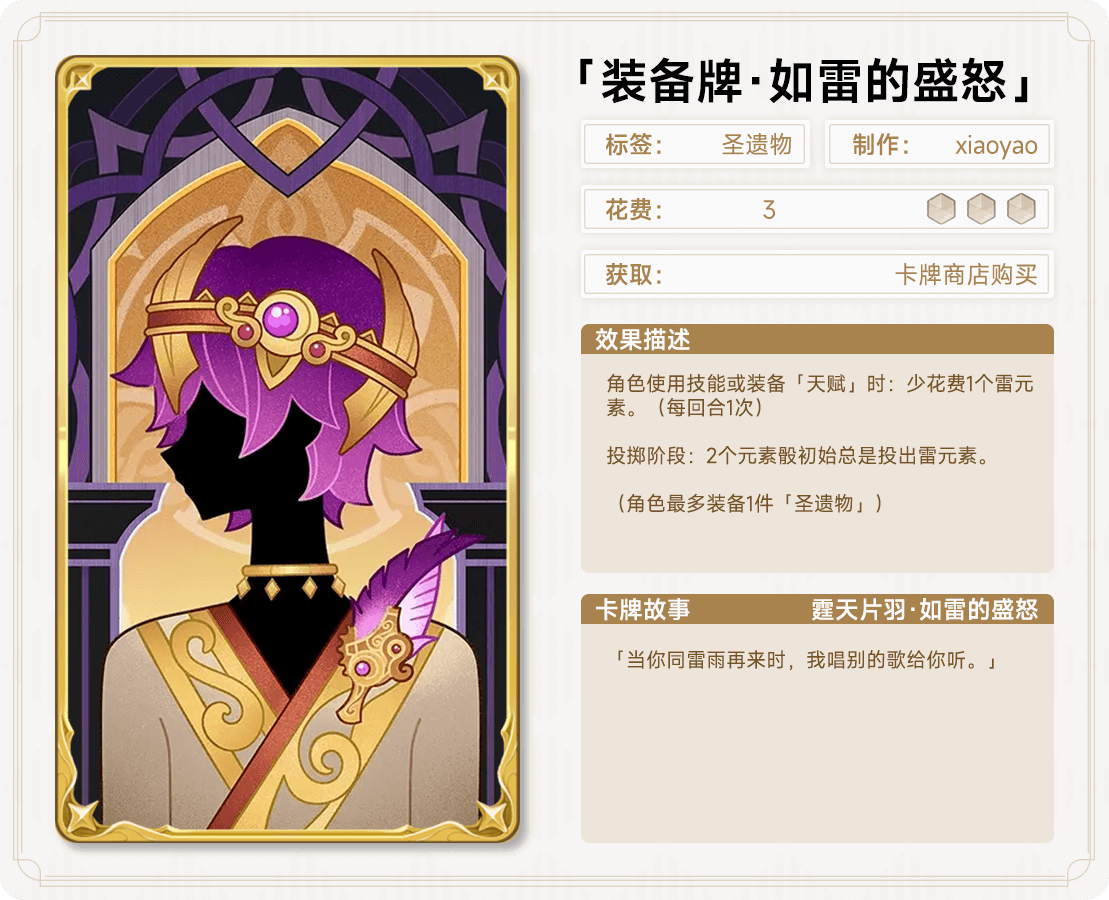 「装备牌·如雷的盛怒」
标签： 圣遗物 制作： xiaoyao
花费： 3
获取： 卡牌商店购买
效果描述
角色使用技能或装备「天赋」时：少花费1个雷元
素。（每回合1次）
投掷阶段：2个元素骰初始总是投出雷元素。
（角色最多装备1件「圣遗物」）
卡牌故事 霆天片羽·如雷的盛怒
「当你同雷雨再来时，我唱别的歌给你听。」